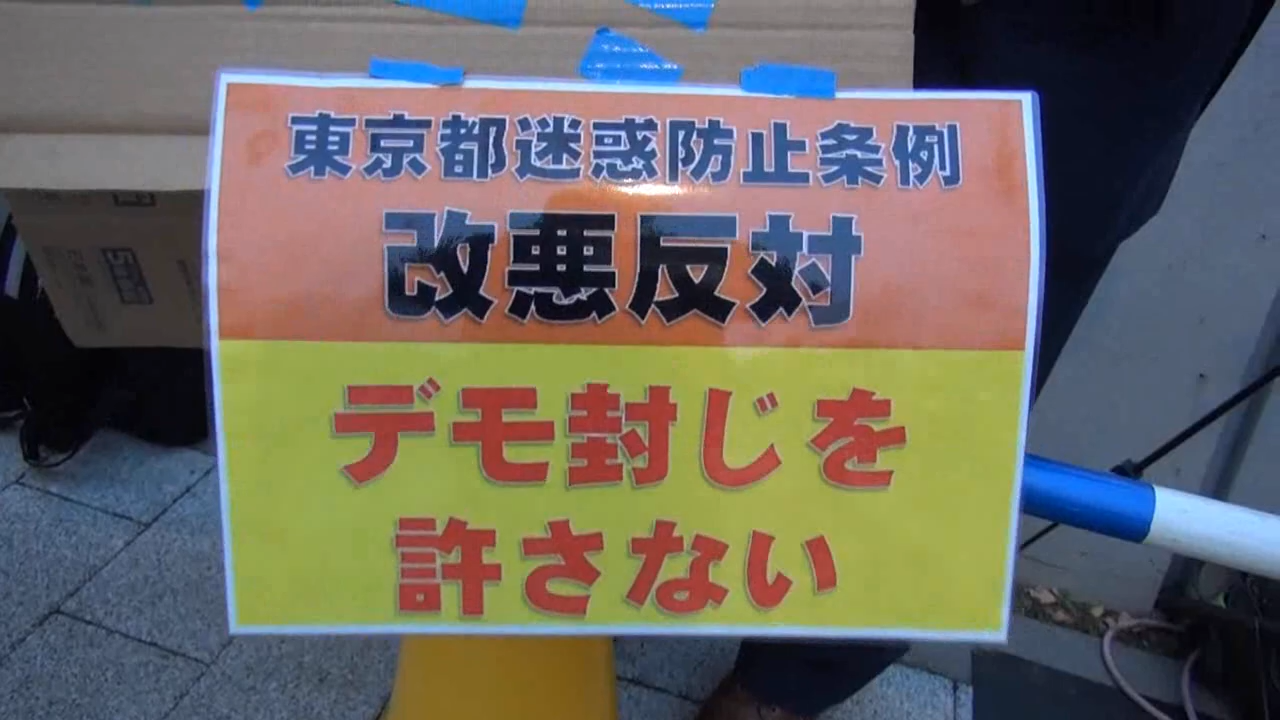 東京都迷惑防止条例
改悪反対
デモ封じを
許さない